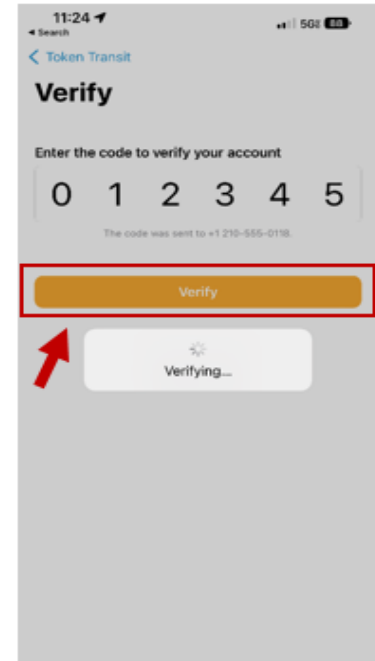 11:24
5G 88
Search
Token Transit
Verify
Enter the code to verify your account
0 1 2 3 4 5
The code was sent to +1 210-555-0118.
Verify
Verifying...